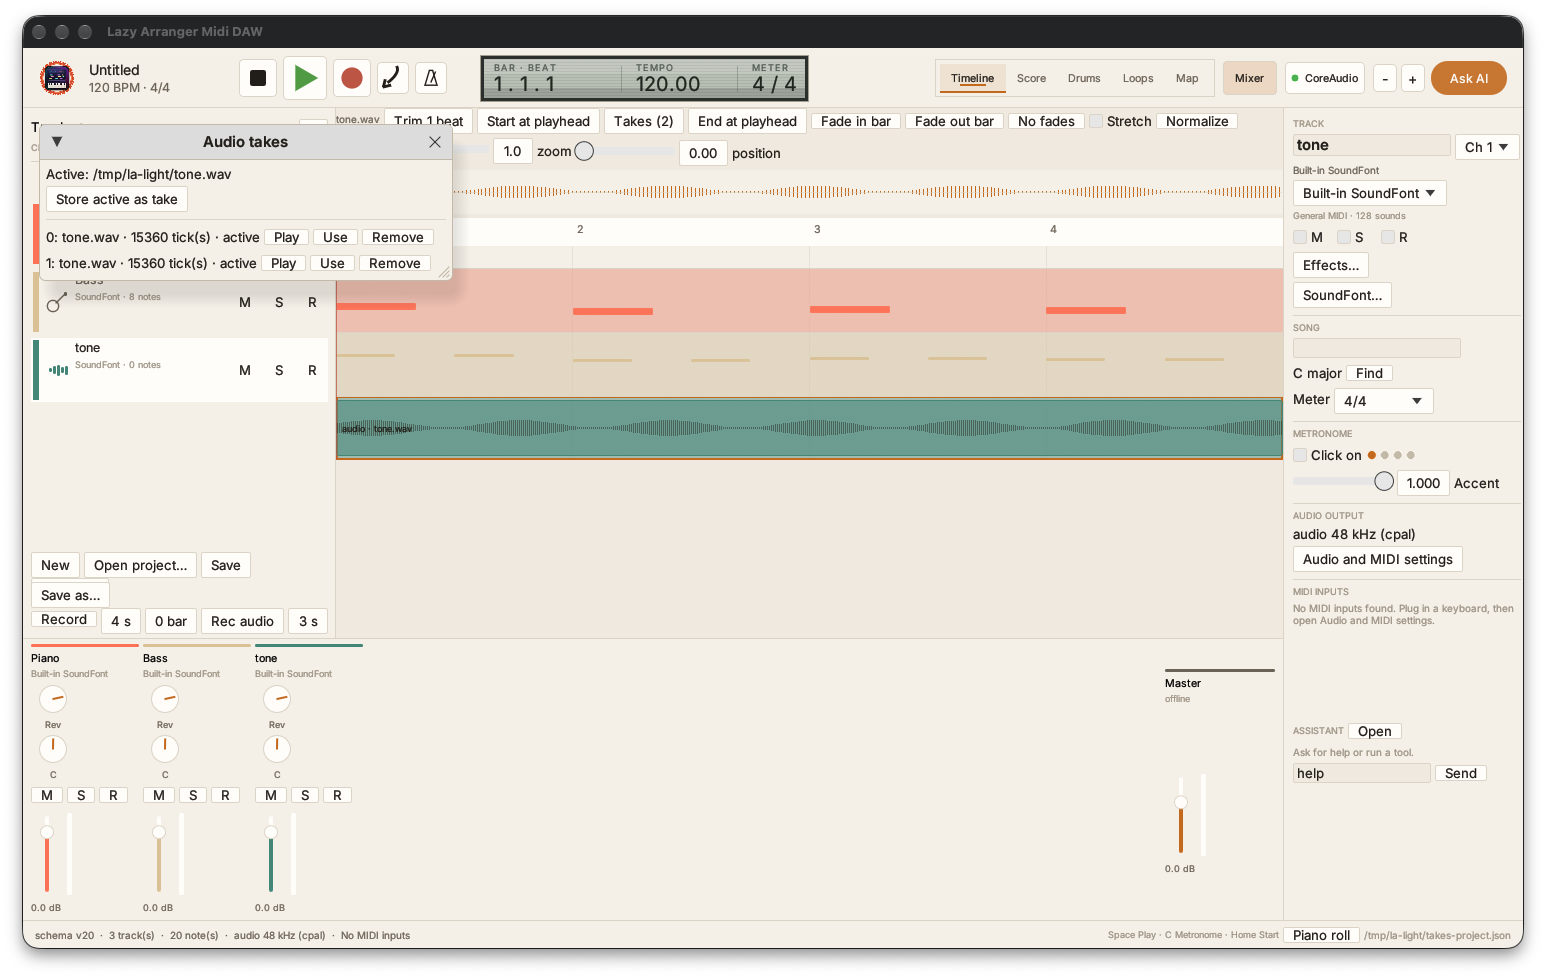 Lazy Arranger Midi DAW
Untitled
120 BPM · 4/4
BAR · BEAT
1 . 1 . 1
TEMPO
120.00
METER
4 / 4
Timeline Score Drums Loops Map
Mixer
CoreAudio
- +
Ask AI
tone.wav Trim 1 beat Start at playhead Takes (2) End at playhead Fade in bar Fade out bar No fades Stretch Normalize
1.0 zoom 0.00 position
Audio takes
Active: /tmp/la-light/tone.wav
Store active as take
0: tone.wav · 15360 tick(s) · active Play Use Remove
1: tone.wav · 15360 tick(s) · active Play Use Remove
2 3 4
Bass
SoundFont · 8 notes
M S R
tone
SoundFont · 0 notes
M S R
audio · tone.wav
New Open project... Save
Save as...
Record 4 s 0 bar Rec audio 3 s
TRACK
tone Ch 1
Built-in SoundFont
Built-in SoundFont
General MIDI · 128 sounds
M S R
Effects...
SoundFont...
SONG
C major Find
Meter 4/4
METRONOME
Click on
1.000 Accent
AUDIO OUTPUT
audio 48 kHz (cpal)
Audio and MIDI settings
MIDI INPUTS
No MIDI inputs found. Plug in a keyboard, then
open Audio and MIDI settings.
ASSISTANT Open
Ask for help or run a tool.
help Send
Piano Bass tone
Built-in SoundFont Built-in SoundFont Built-in SoundFont
Rev Rev Rev
C C C
M S R M S R M S R
0.0 dB 0.0 dB 0.0 dB
Master
offline
0.0 dB
schema v20 · 3 track(s) · 20 note(s) · audio 48 kHz (cpal) · No MIDI inputs
Space Play · C Metronome · Home Start Piano roll /tmp/la-light/takes-project.json